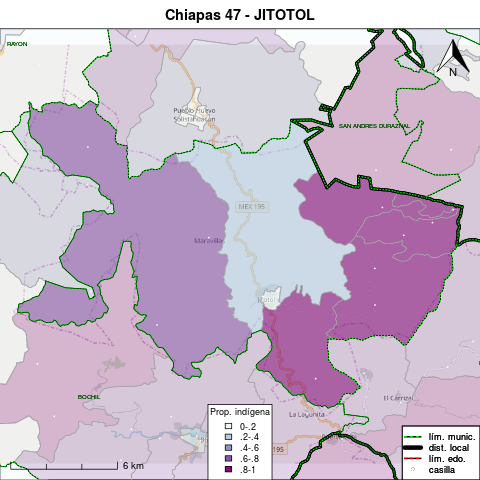 Chiapas 47 - JITOTOL
RAYON
N
Pueblo Nuevo
Solistahuacán
SAN ANDRES DURAZNAL
MEX 195
Maravilla
Jitotol
BOCHIL
El Carrizal
La Lagunita
195
6 km
Prop. indígena
0-.2
.2-.4
.4-.6
.6-.8
.8-1
lím. munic.
dist. local
lím. edo.
casilla